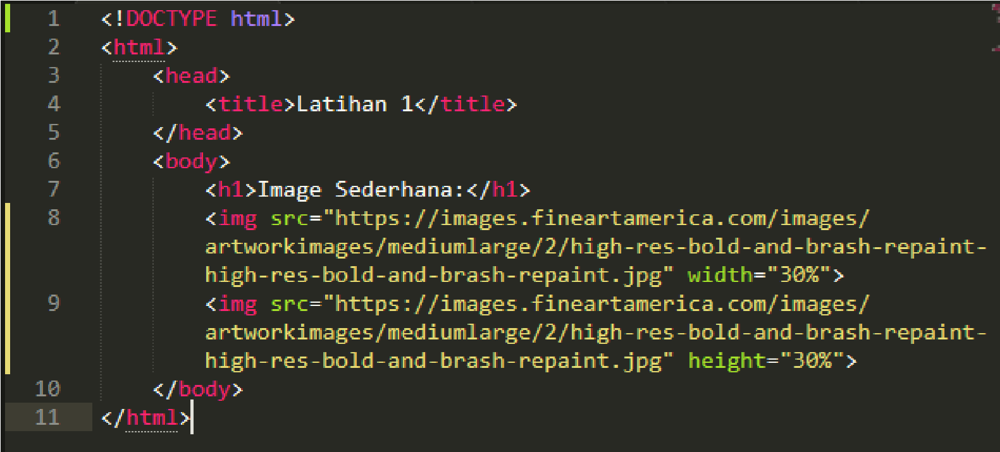 1 <!DOCTYPE html>
2 <html>
3 <head>
4 <title>Latihan 1</title>
5 </head>
6 <body>
7 <h1>Image Sederhana:</h1>
8 <img src="https://images.fineartamerica.com/images/
artworkimages/mediumlarge/2/high-res-bold-and-brash-repaint-
high-res-bold-and-brash-repaint.jpg" width="30%">
9 <img src="https://images.fineartamerica.com/images/
artworkimages/mediumlarge/2/high-res-bold-and-brash-repaint-
high-res-bold-and-brash-repaint.jpg" height="30%">
10 </body>
11 </html>